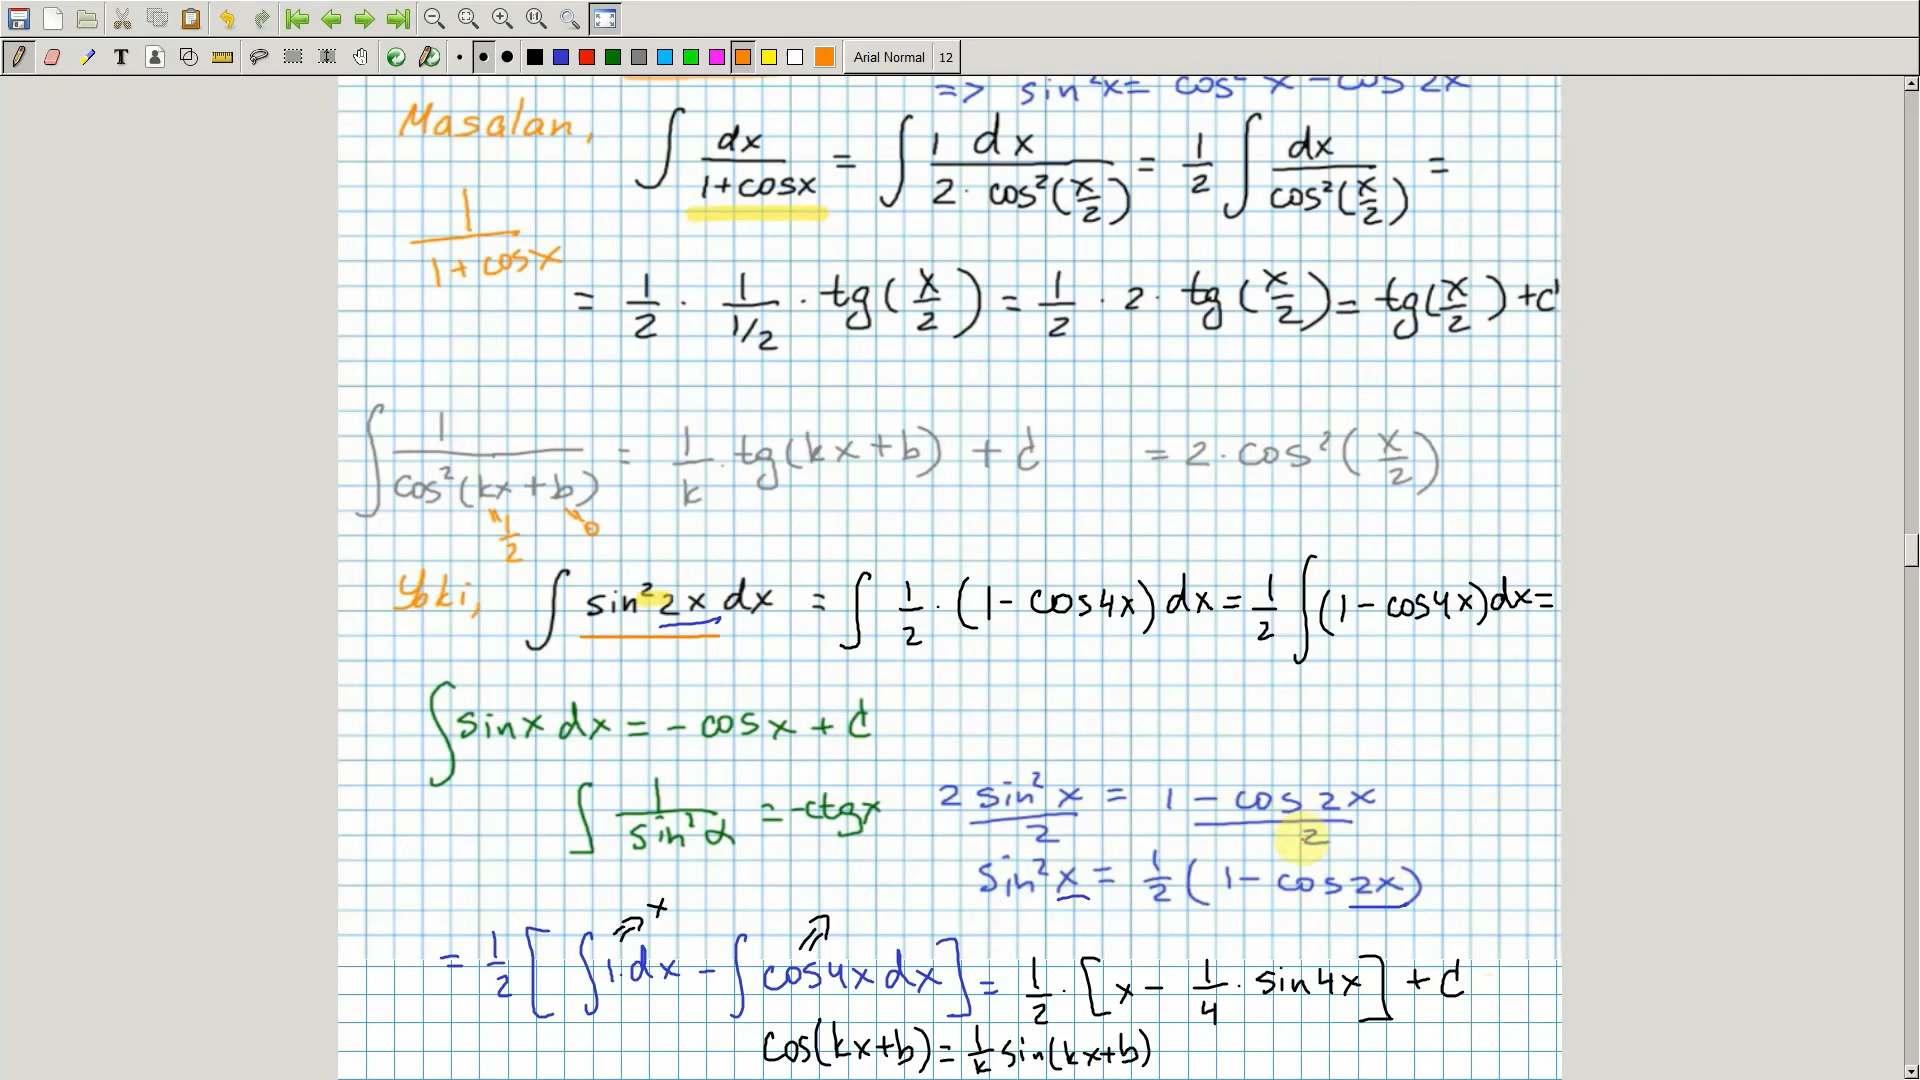 Arial Normal 12
=> sin²x = cos²x - cos 2x
Masalan, ∫ dx/(1+cosx) = ∫ 1 dx/(2·cos²(x/2)) = 1/2 ∫ dx/cos²(x/2) =
1/(1+cosx)
= 1/2 · 1/(1/2) · tg(x/2) = 1/2 · 2 · tg(x/2) = tg(x/2) + C
∫ 1/cos²(kx+b) = 1/k · tg(kx+b) + C = 2·cos²(x/2)
1/2 0
Yoki, ∫ sin²2x dx = ∫ 1/2 · (1-cos4x) dx = 1/2 ∫(1-cos4x)dx =
∫sinx dx = -cosx + C
∫ 1/sin²α = -ctgx
2 sin²x/2 = 1 - cos 2x/2
sin²x = 1/2 (1 - cos2x)
x
= 1/2 [∫1·dx - ∫cos4x dx] = 1/2 · [x - 1/4 · sin4x] + C
cos(kx+b) = 1/k sin(kx+b)